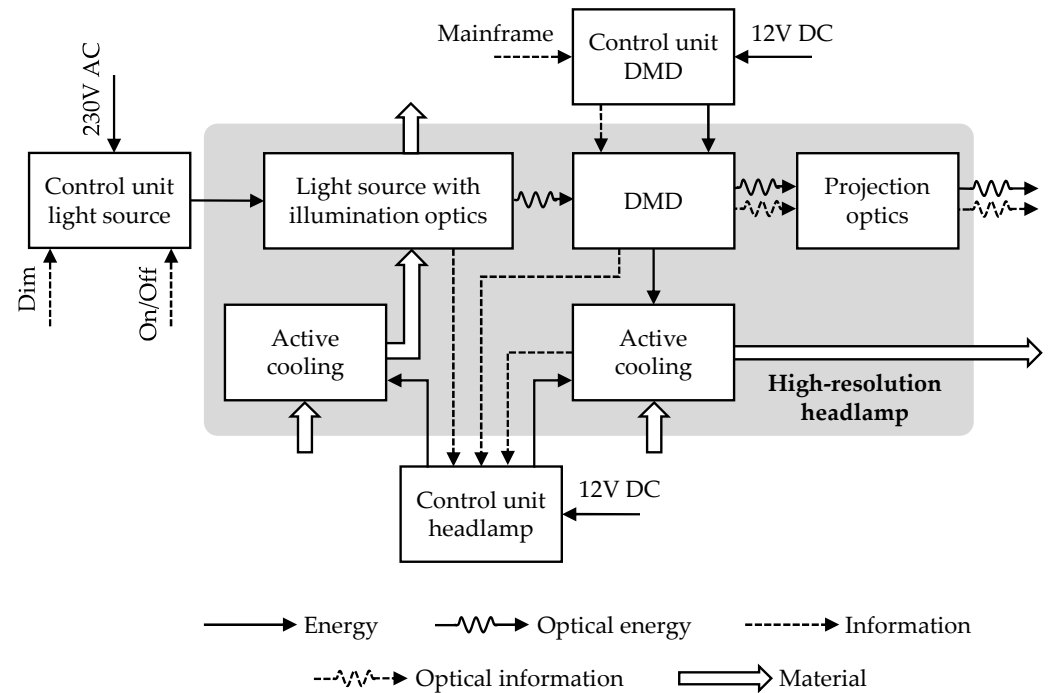 Mainframe
Control unit
DMD
12V DC
230V AC
Control unit
light source
Light source with
illumination optics
DMD
Projection
optics
Dim
On/Off
Active
cooling
Active
cooling
High-resolution
headlamp
Control unit
headlamp
12V DC
Energy
Optical energy
Information
Optical information
Material